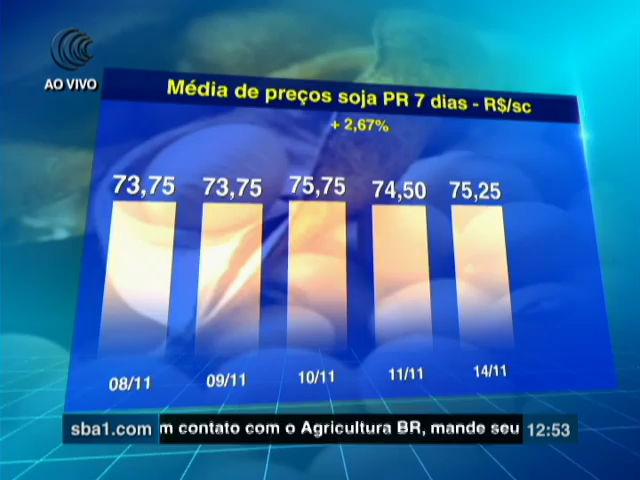 AO VIVO
Média de preços soja PR 7 dias - R$/sc
+ 2,67%
73,75 73,75 75,75 74,50 75,25
08/11 09/11 10/11 11/11 14/11
sba1.com m contato com o Agricultura BR, mande seu 12:53